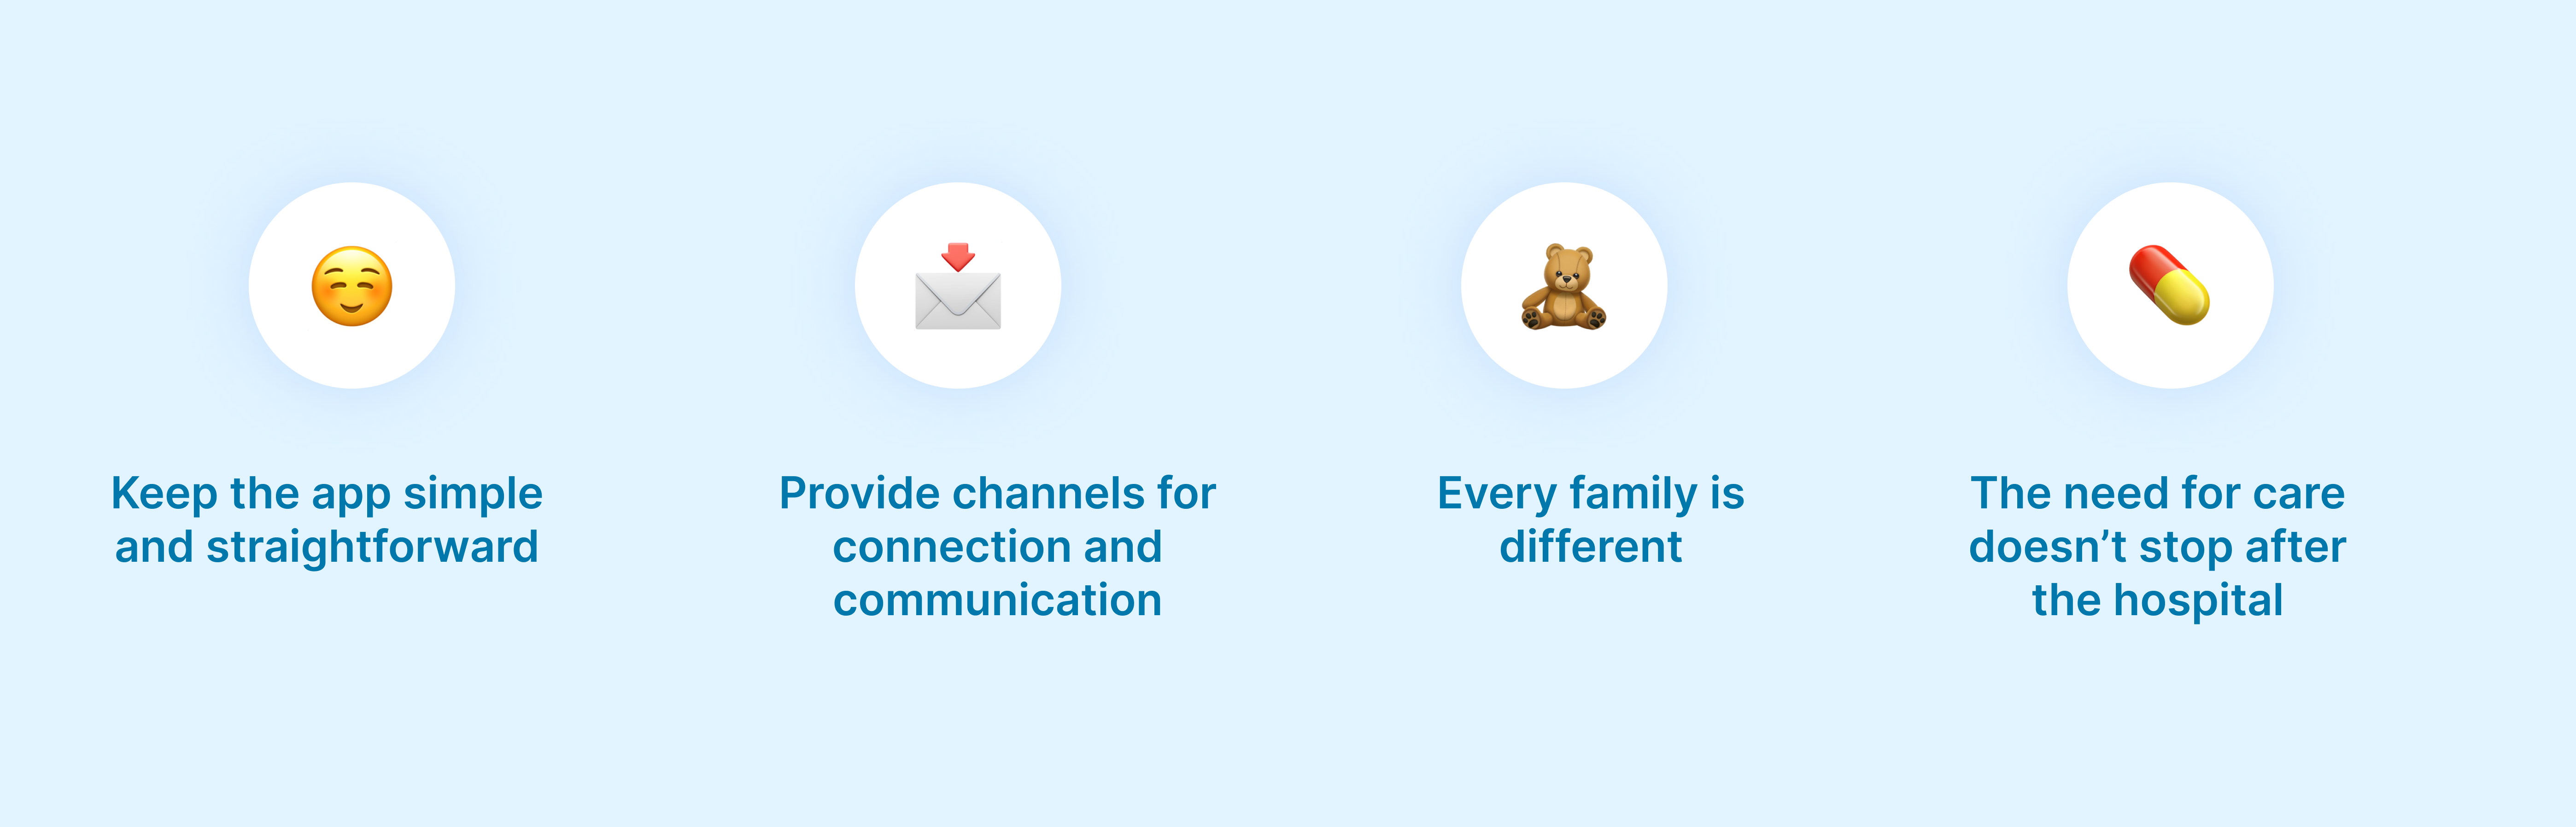 Keep the app simple
and straightforward
Provide channels for
connection and
communication
Every family is
different
The need for care
doesn’t stop after
the hospital